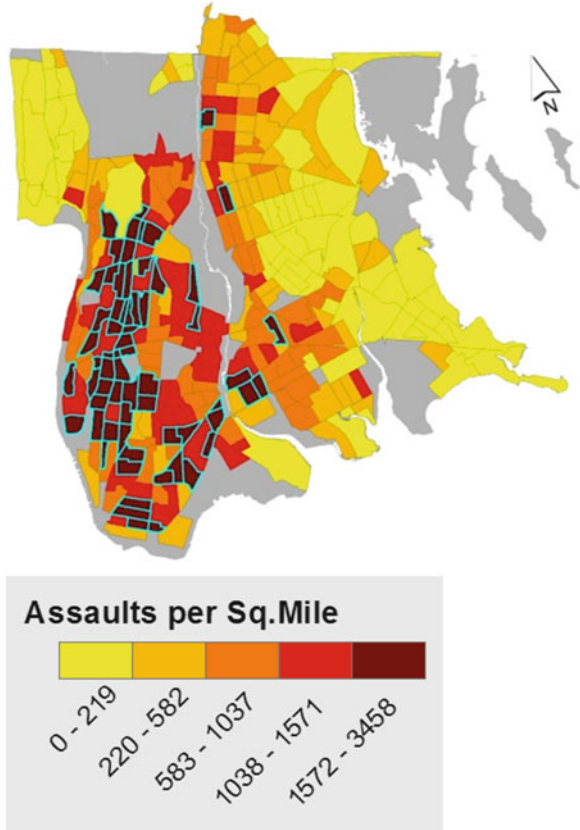 N
Assaults per Sq.Mile
0 - 219
220 - 582
583 - 1037
1038 - 1571
1572 - 3458